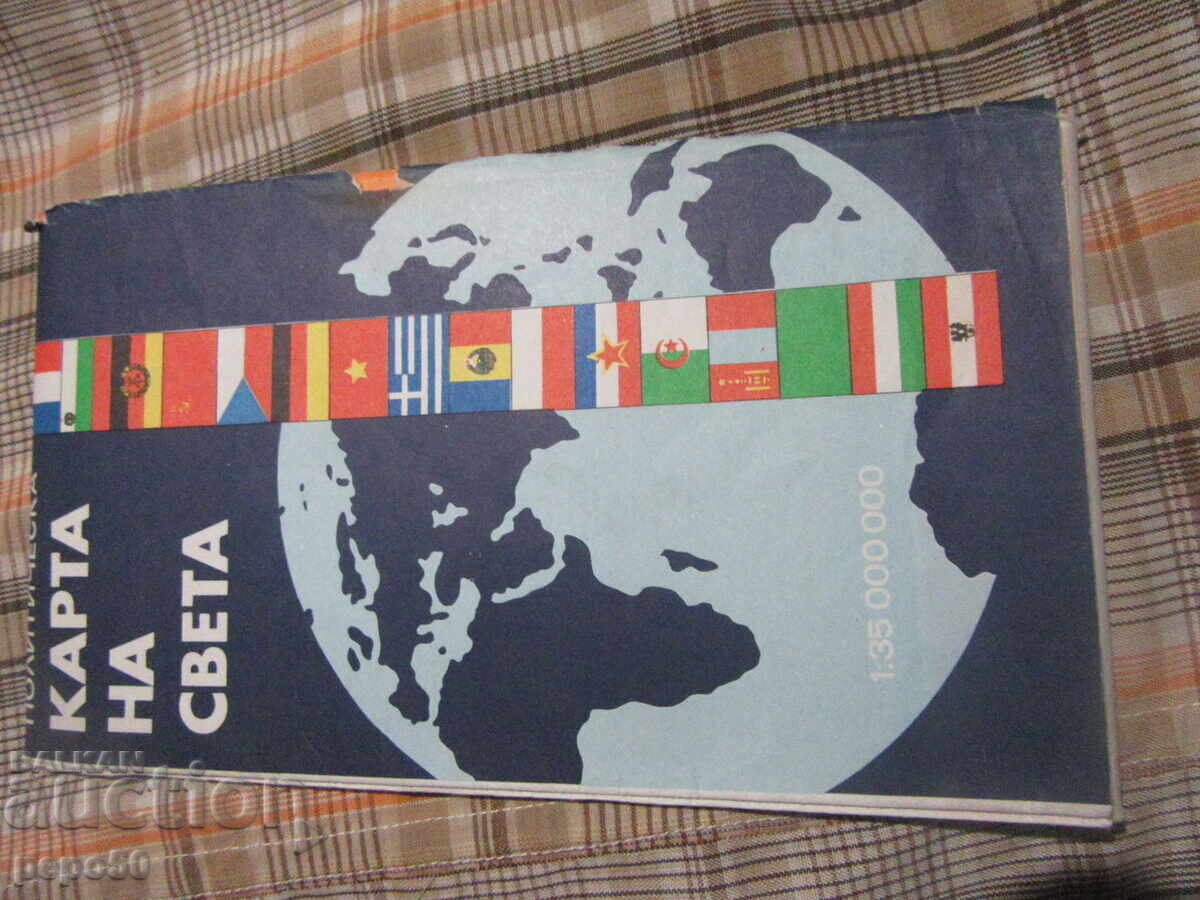 ПОЛИТИЧЕСКА
КАРТА
НА
СВЕТА
1:35 000 000
BALKAN
auction
pepo50